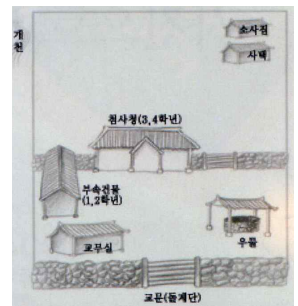 개
천
소사집
사택
첨사청(3,4학년)
부속건물
(1,2학년)
교무실
우물
교문(돌계단)